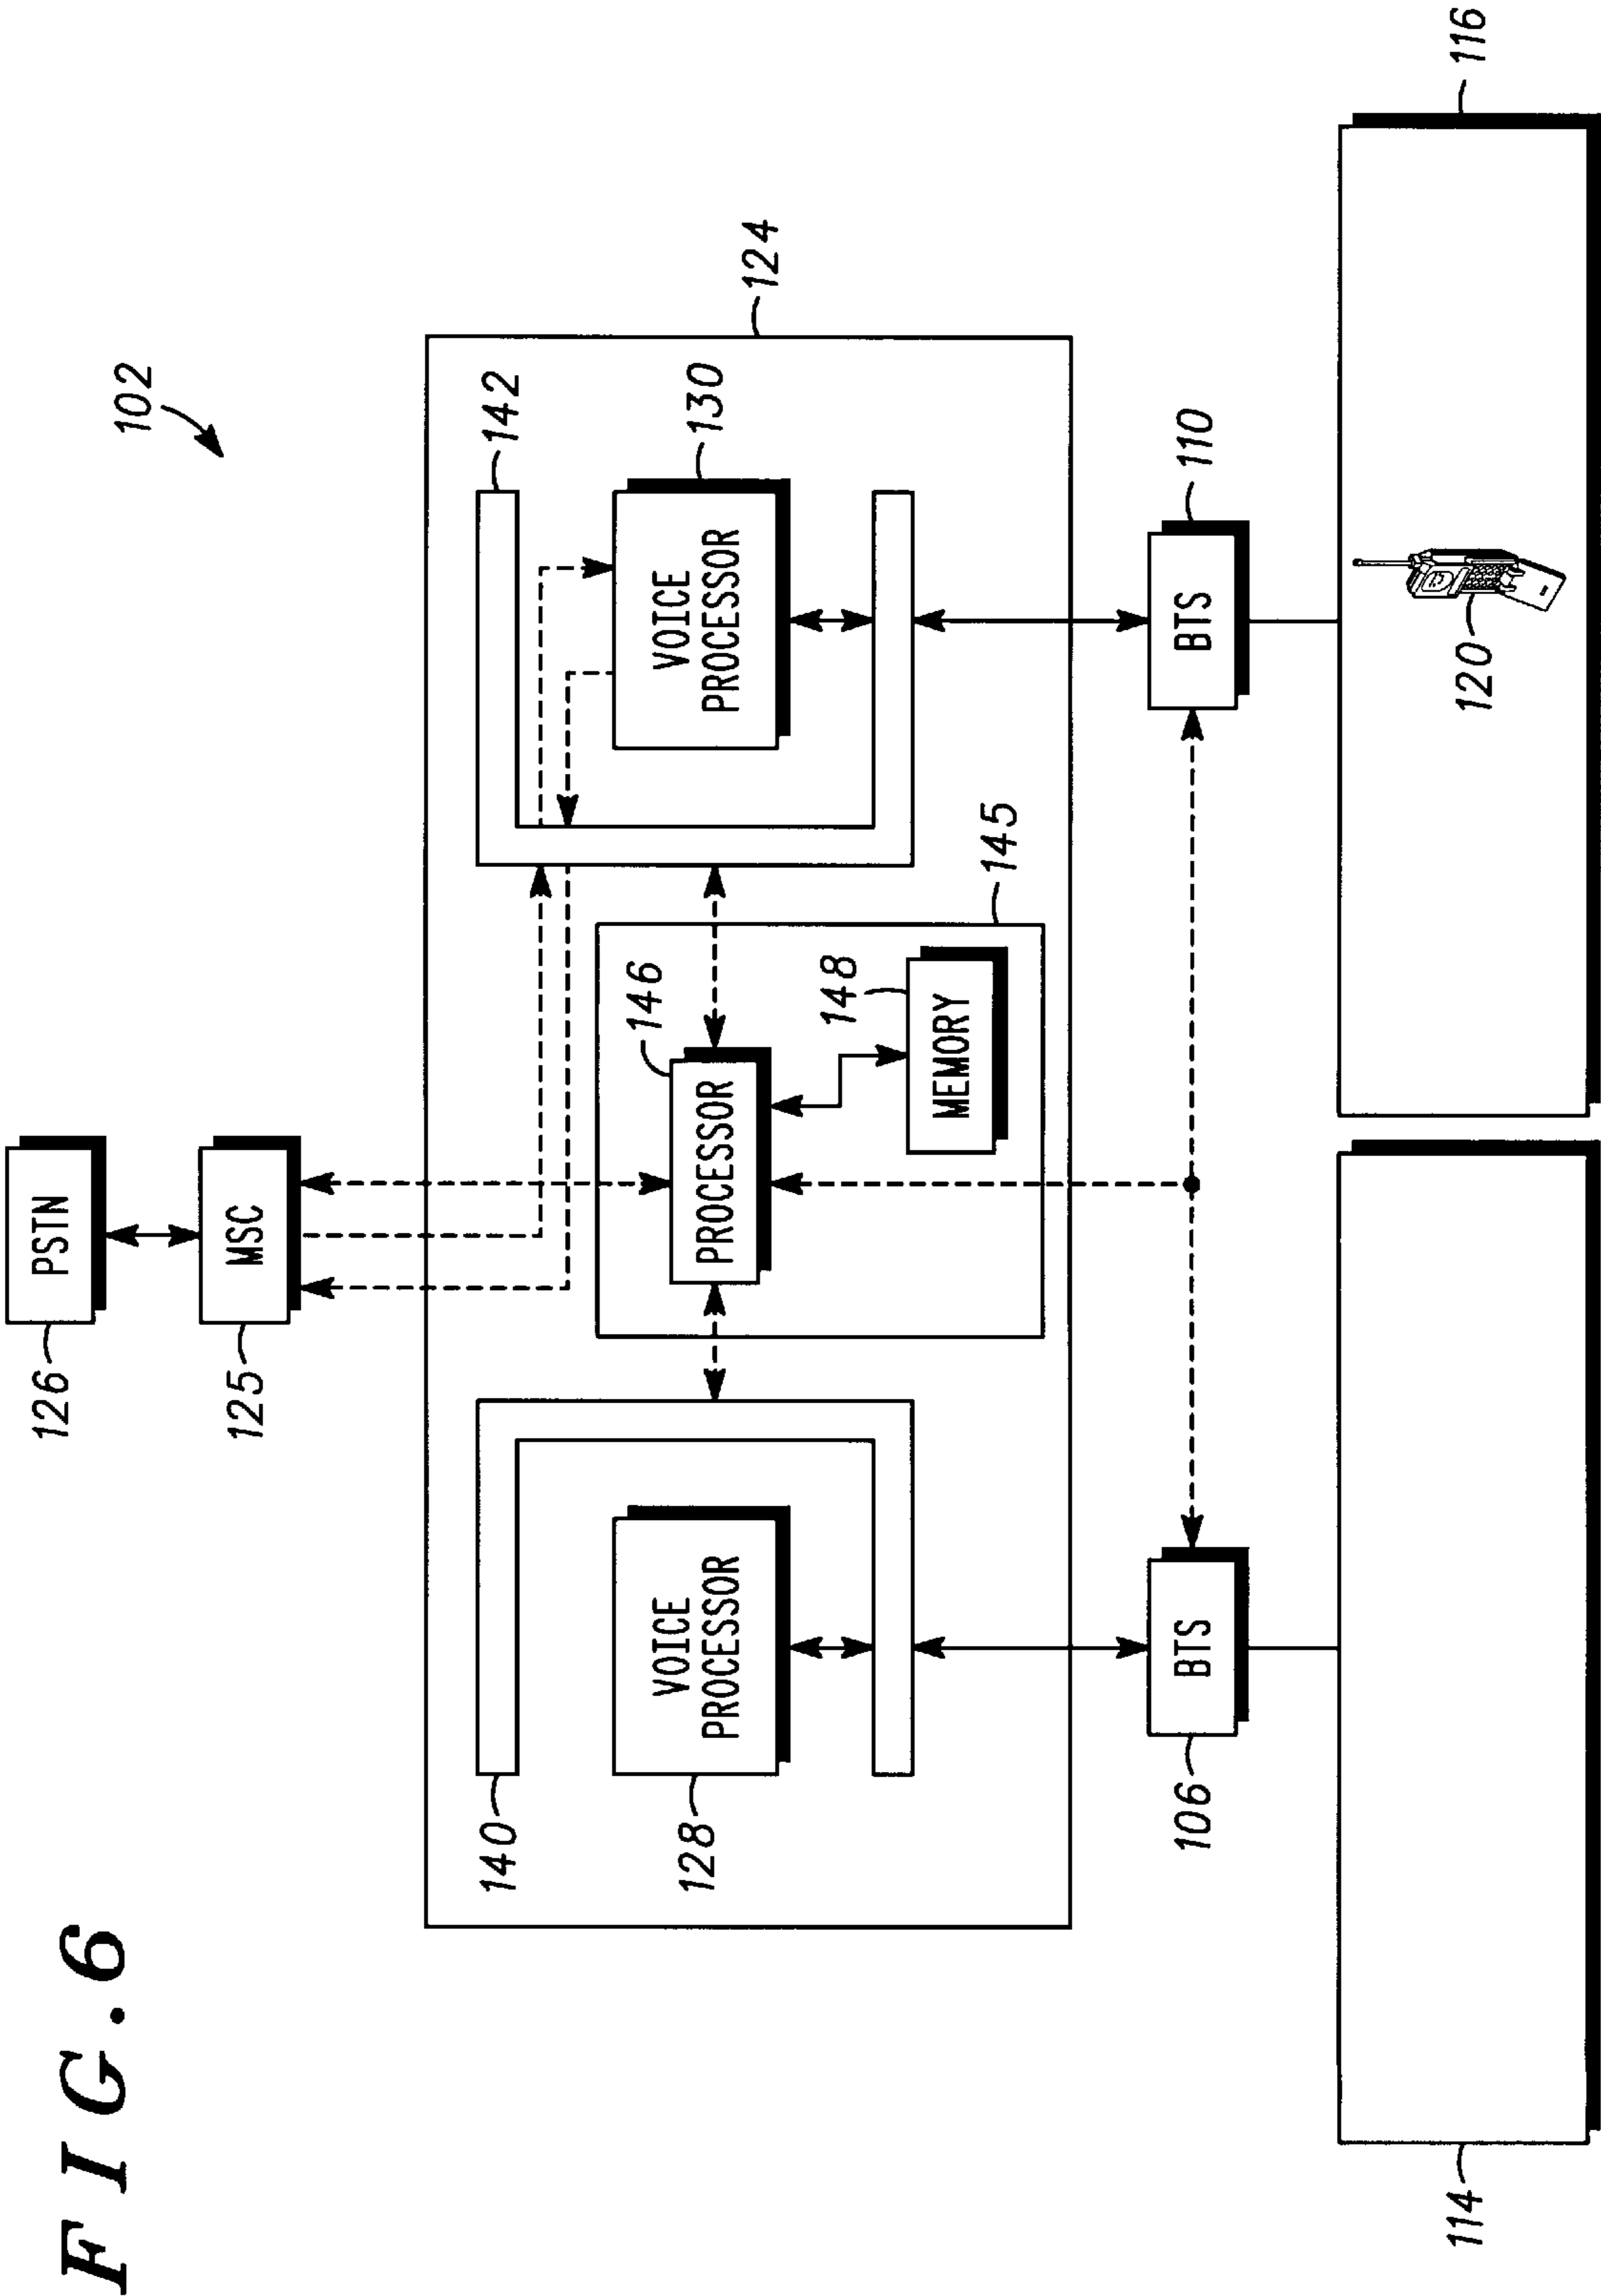 FIG.6
102
PSTN
126
MSC
125
124
140
142
VOICE
PROCESSOR
128
PROCESSOR
146
MEMORY
148
145
VOICE
PROCESSOR
130
BTS
106
BTS
110
114
120
116